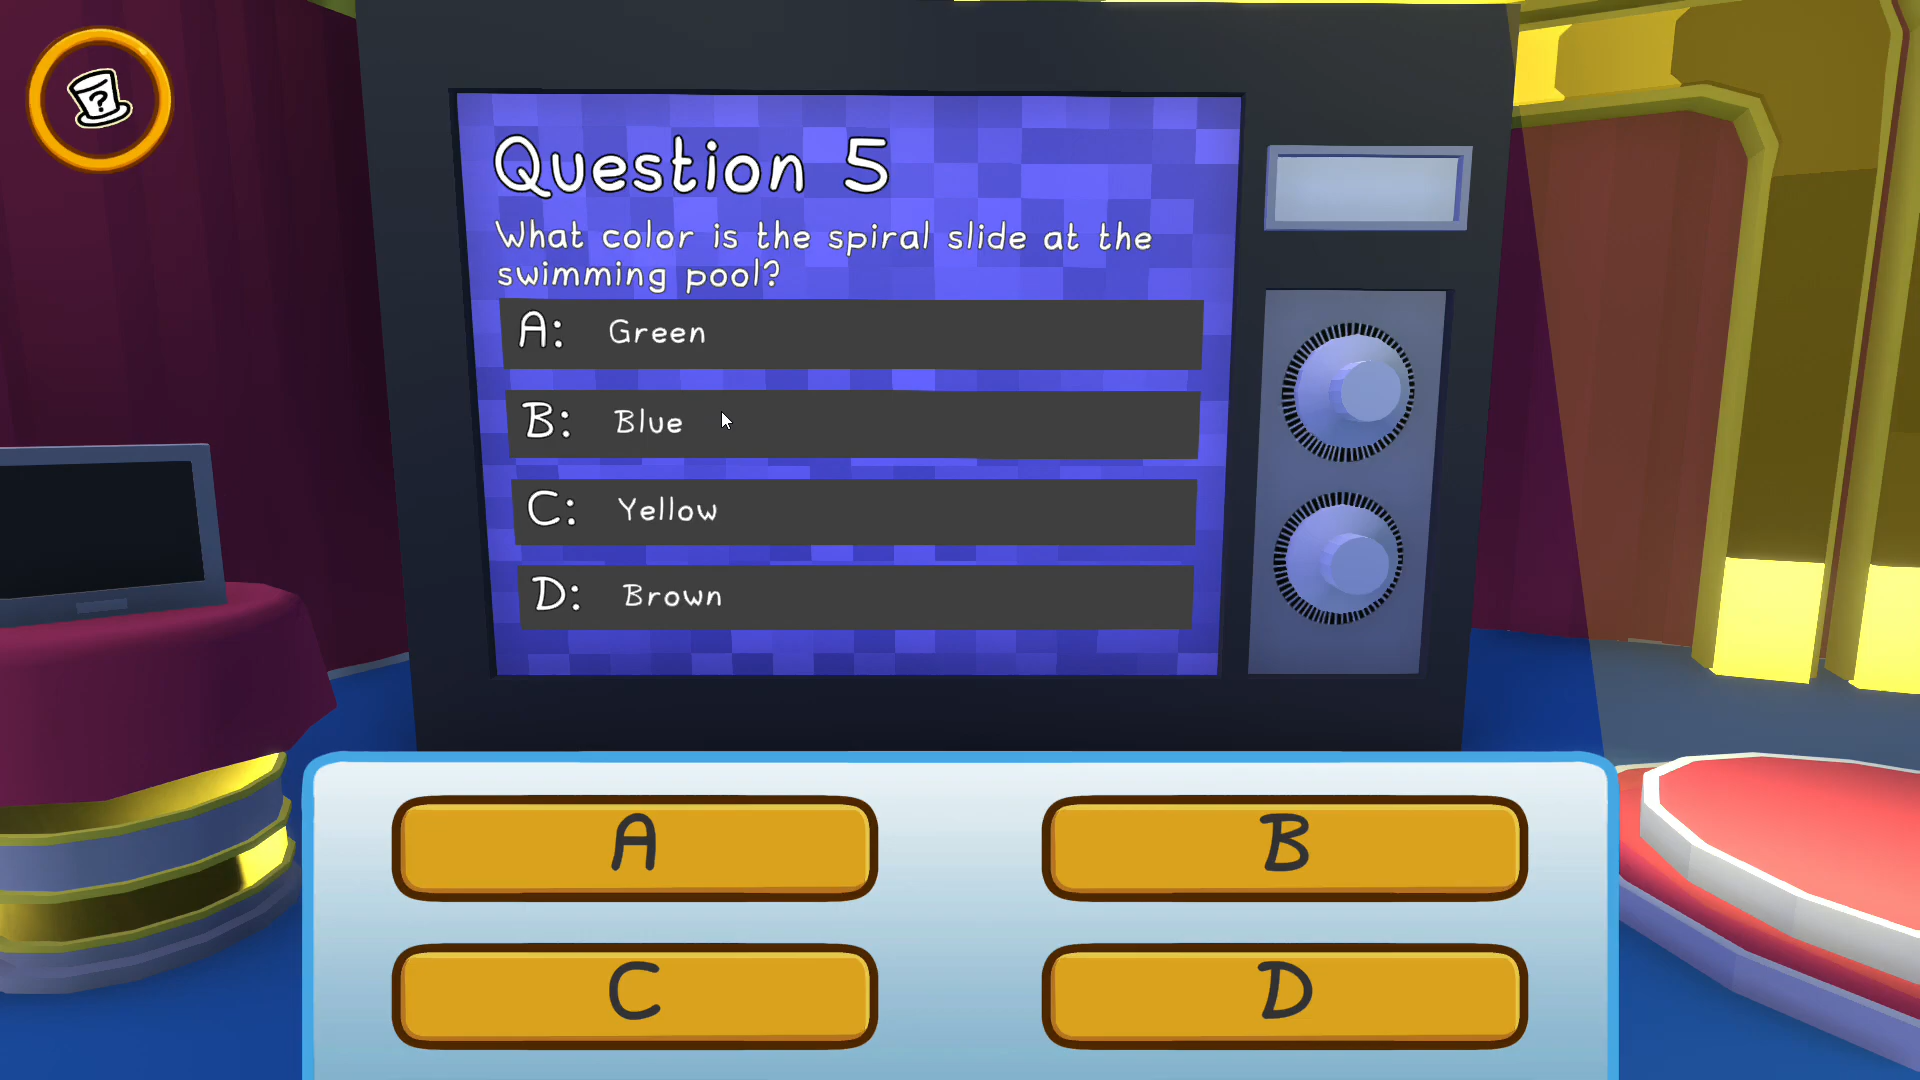 ?
Question 5
What color is the spiral slide at the
swimming pool?
A: Green
B: Blue
C: Yellow
D: Brown
A
B
C
D